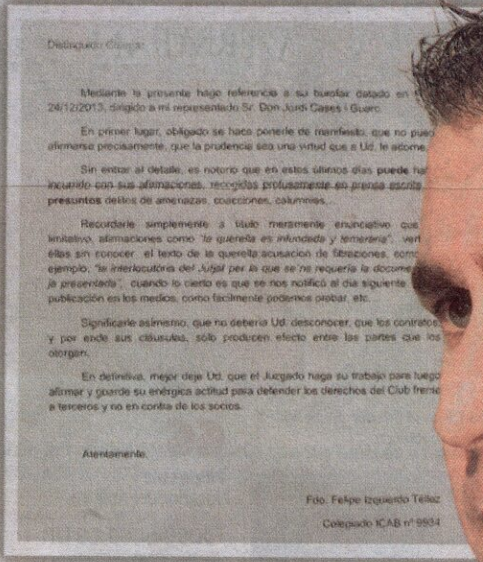 Distinguido
Mediante la presente hago referencia a su burofax datado en
24/12/2013, dirigido a mi representado Sr. Don Jordi Cases i Guero.
En primer lugar, obligado se hace ponerle de manifiesto, que no
afirmarse precisamente, que la prudencia sea una virtud que a Ud. le
Sin entrar al detalle, es notorio que en estos últimos días puede
incurrido con sus afirmaciones, recogidas profusamente en prensa escrita
presuntos delitos de amenazas, coacciones, calumnias
Recordarle simplemente a título meramente enunciativo que
limitativo, afirmaciones como "la querella es infundada y temeraria",
ellas sin conocer el texto de la querella; acusación de filtraciones,
ejemplo, "la interlocutòria del Jutjat per la que se'ns requeria la
ja presentada", cuando lo cierto es que se nos notificó al día siguiente
publicación en los medios, como fácilmente podemos probar, etc.
Significarle asimismo, que no debería Ud. desconocer, que los contratos
y por ende sus cláusulas, sólo producen efecto entre las partes que los
otorgan.
En definitiva, mejor deje Ud. que el Juzgado haga su trabajo para luego
afirmar y guarde su enérgica actitud para defender los derechos del Club frente
a terceros y no en contra de los socios.
Atentamente.
Fdo. Felipe Izquierdo Téllez
Colegiado ICAB nº 9934